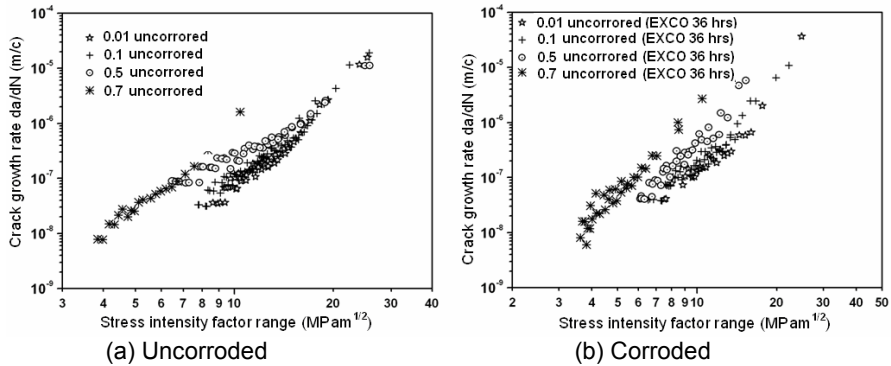 10^-4
10^-5
10^-6
10^-7
10^-8
10^-9
Crack growth rate da/dN (m/c)
0.01 uncorrored
0.1 uncorrored
0.5 uncorrored
0.7 uncorrored
3 4 5 6 7 8 9 10 20 30 40
Stress intensity factor range (MPam^1/2)
(a) Uncorroded
10^-4
10^-5
10^-6
10^-7
10^-8
10^-9
Crack growth rate da/dN (m/c)
0.01 uncorrored (EXCO 36 hrs)
0.1 uncorrored (EXCO 36 hrs)
0.5 uncorrored (EXCO 36 hrs)
0.7 uncorrored (EXCO 36 hrs)
2 3 4 5 6 7 8 9 10 20 30 40 50
Stress intensity factor range (MPam^1/2)
(b) Corroded